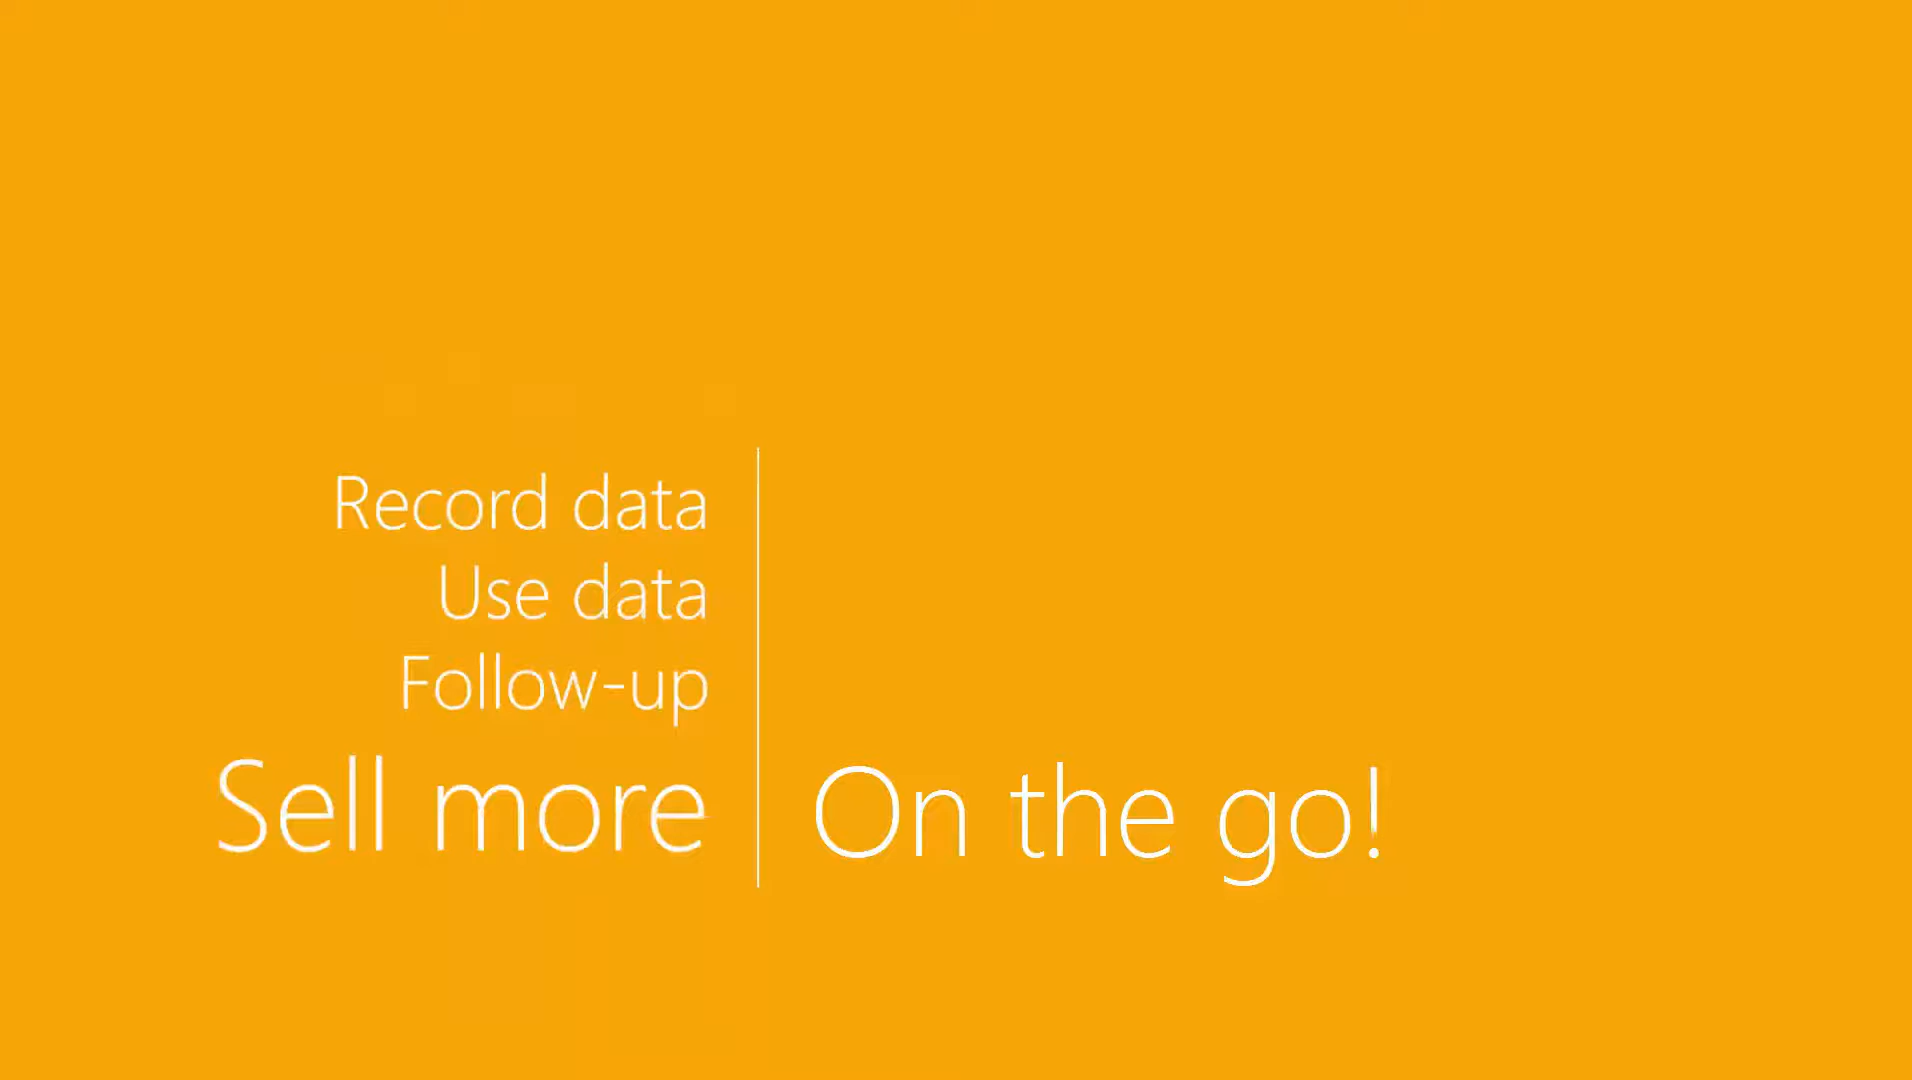 Record data
Use data
Follow-up
Sell more
On the go!